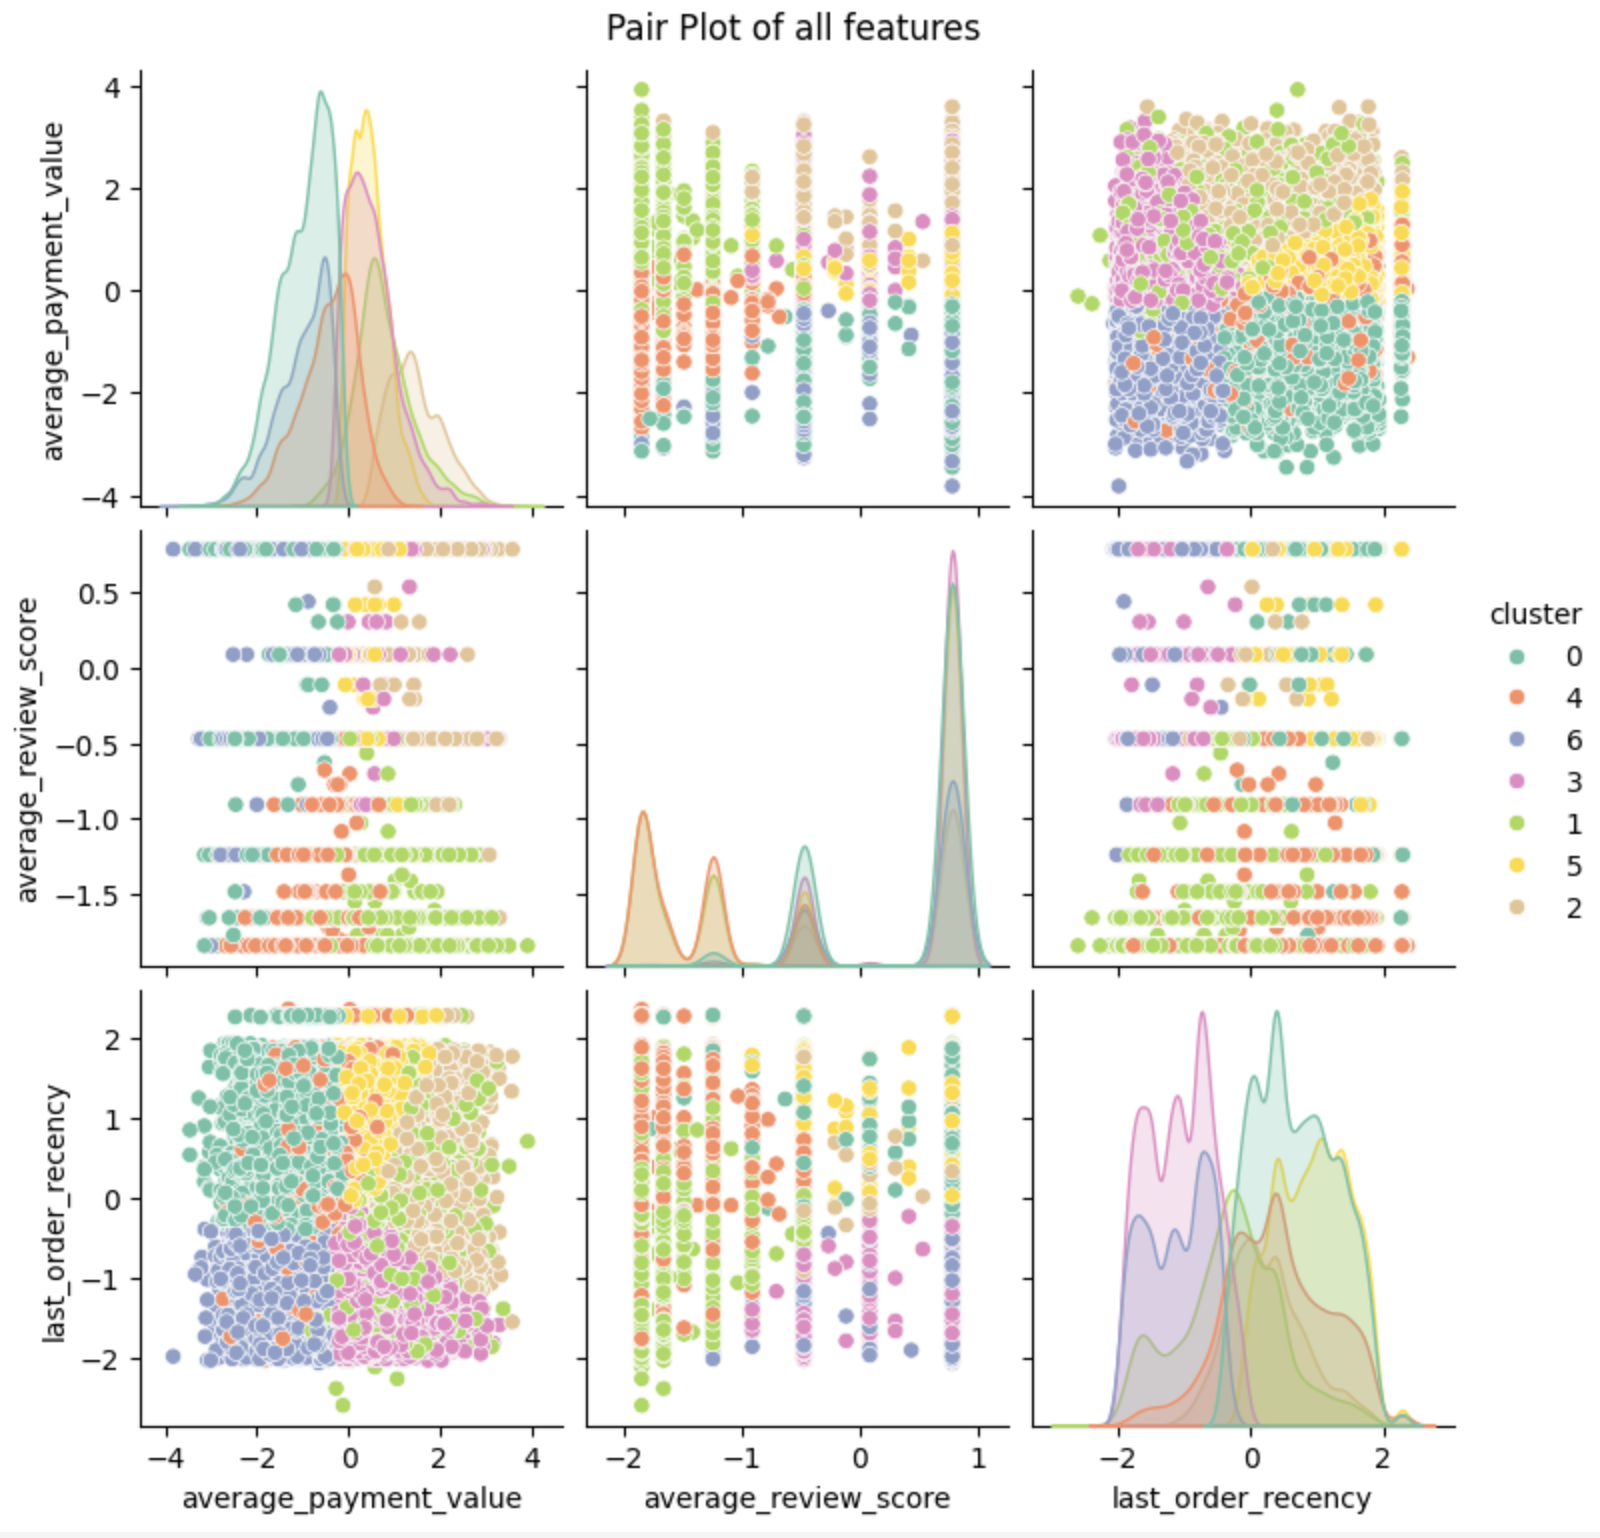 Pair Plot of all features
average_payment_value
4
2
0
−2
−4
average_review_score
0.5
0.0
−0.5
−1.0
−1.5
last_order_recency
2
1
0
−1
−2
−4 −2 0 2 4
−2 −1 0 1
−2 0 2
average_payment_value average_review_score last_order_recency
cluster
0
4
6
3
1
5
2